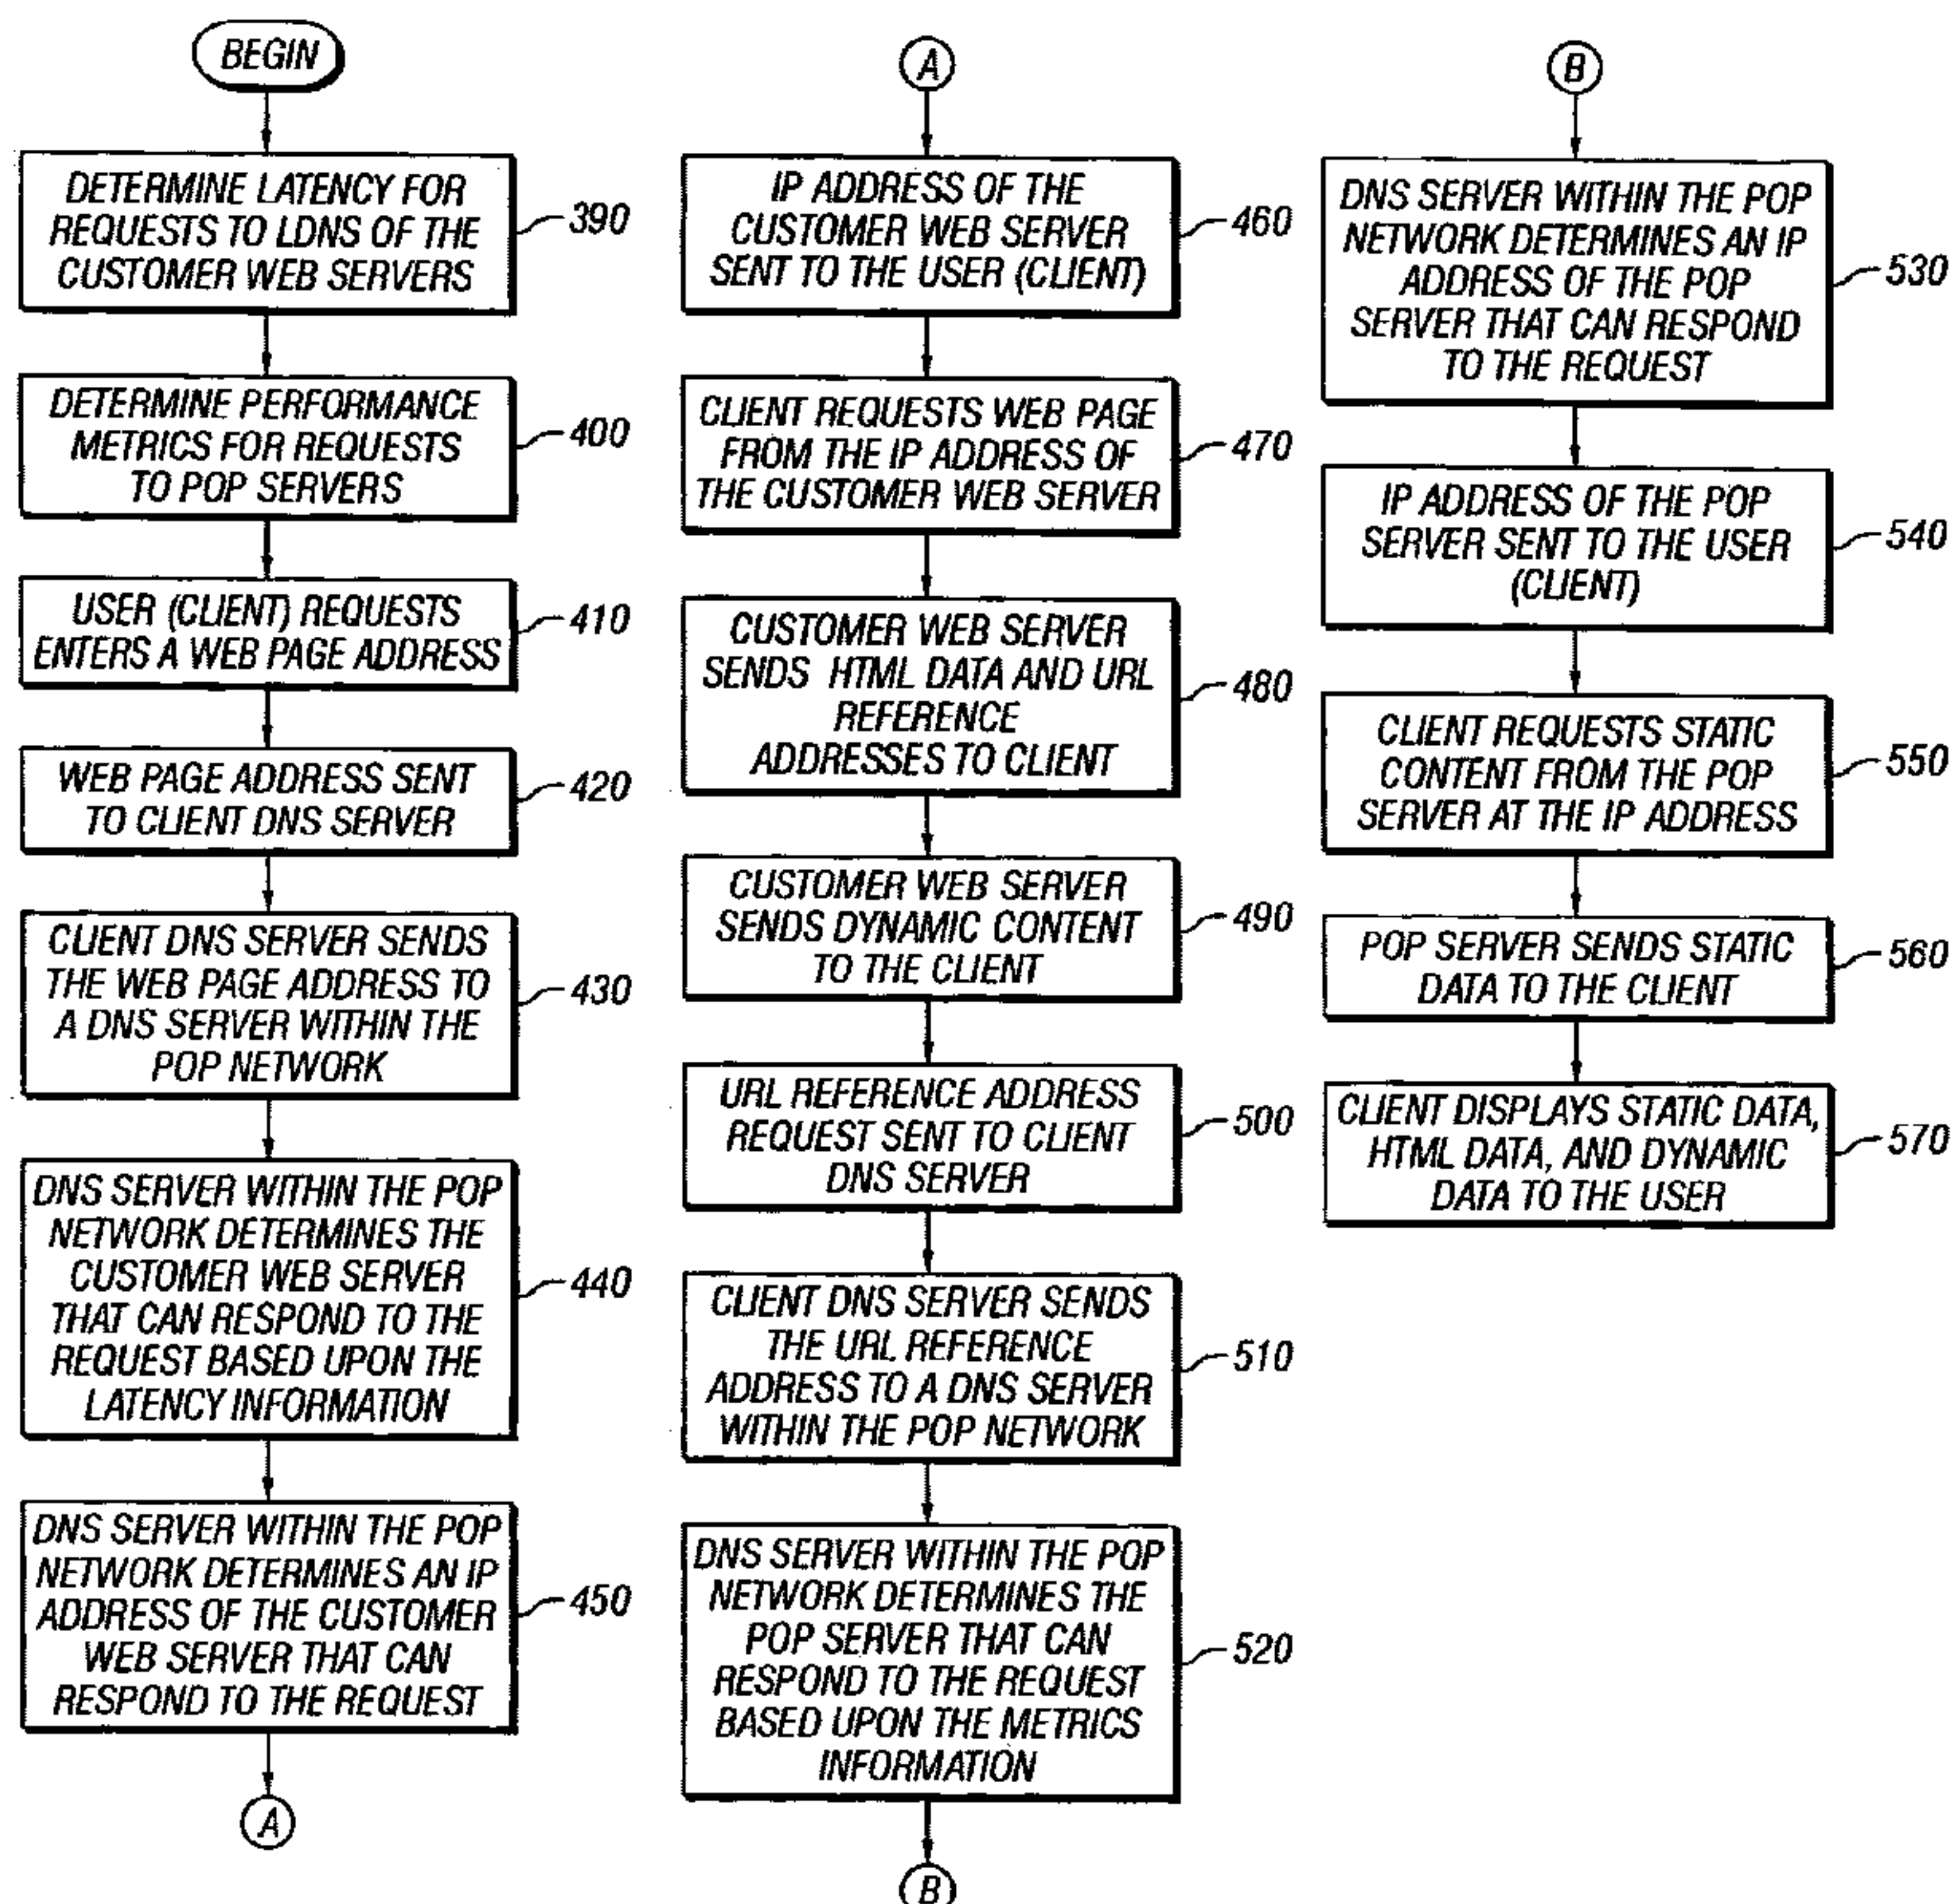 BEGIN
DETERMINE LATENCY FOR
REQUESTS TO LDNS OF THE
CUSTOMER WEB SERVERS
390
DETERMINE PERFORMANCE
METRICS FOR REQUESTS
TO POP SERVERS
400
USER (CLIENT) REQUESTS
ENTERS A WEB PAGE ADDRESS
410
WEB PAGE ADDRESS SENT
TO CLIENT DNS SERVER
420
CLIENT DNS SERVER SENDS
THE WEB PAGE ADDRESS TO
A DNS SERVER WITHIN THE
POP NETWORK
430
DNS SERVER WITHIN THE POP
NETWORK DETERMINES THE
CUSTOMER WEB SERVER
THAT CAN RESPOND TO THE
REQUEST BASED UPON THE
LATENCY INFORMATION
440
DNS SERVER WITHIN THE POP
NETWORK DETERMINES AN IP
ADDRESS OF THE CUSTOMER
WEB SERVER THAT CAN
RESPOND TO THE REQUEST
450
A
A
IP ADDRESS OF THE
CUSTOMER WEB SERVER
SENT TO THE USER (CLIENT)
460
CLIENT REQUESTS WEB PAGE
FROM THE IP ADDRESS OF
THE CUSTOMER WEB SERVER
470
CUSTOMER WEB SERVER
SENDS HTML DATA AND URL
REFERENCE
ADDRESSES TO CLIENT
480
CUSTOMER WEB SERVER
SENDS DYNAMIC CONTENT
TO THE CLIENT
490
URL REFERENCE ADDRESS
REQUEST SENT TO CLIENT
DNS SERVER
500
CLIENT DNS SERVER SENDS
THE URL REFERENCE
ADDRESS TO A DNS SERVER
WITHIN THE POP NETWORK
510
DNS SERVER WITHIN THE POP
NETWORK DETERMINES THE
POP SERVER THAT CAN
RESPOND TO THE REQUEST
BASED UPON THE METRICS
INFORMATION
520
B
B
DNS SERVER WITHIN THE POP
NETWORK DETERMINES AN IP
ADDRESS OF THE POP
SERVER THAT CAN RESPOND
TO THE REQUEST
530
IP ADDRESS OF THE POP
SERVER SENT TO THE USER
(CLIENT)
540
CLIENT REQUESTS STATIC
CONTENT FROM THE POP
SERVER AT THE IP ADDRESS
550
POP SERVER SENDS STATIC
DATA TO THE CLIENT
560
CLIENT DISPLAYS STATIC DATA,
HTML DATA, AND DYNAMIC
DATA TO THE USER
570